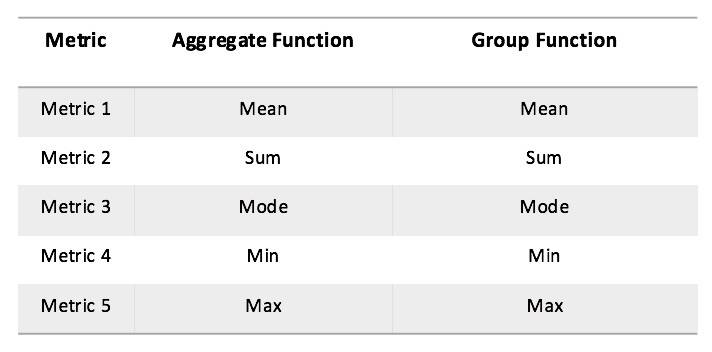 Metric Aggregate Function Group Function
Metric 1 Mean Mean
Metric 2 Sum Sum
Metric 3 Mode Mode
Metric 4 Min Min
Metric 5 Max Max